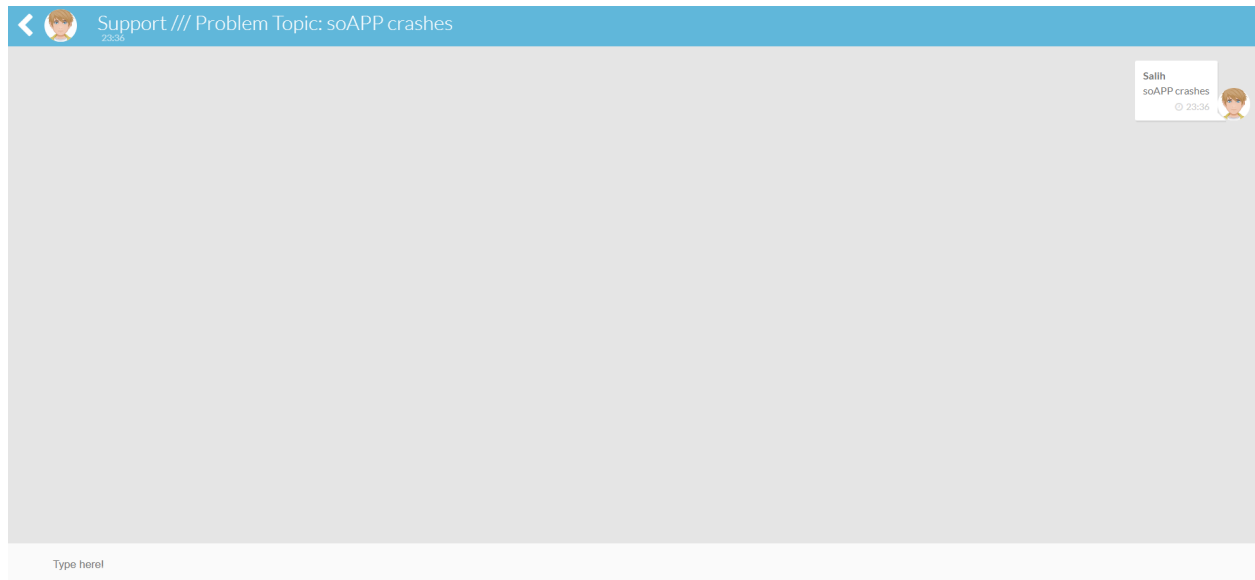 Support /// Problem Topic: soAPP crashes
23:36
Salih
soAPP crashes
23:36
Type here!